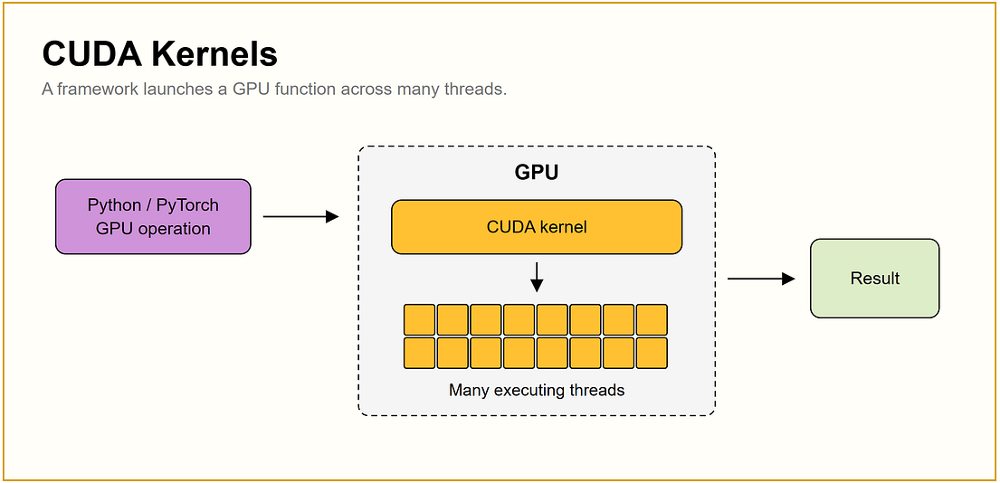 CUDA Kernels
A framework launches a GPU function across many threads.
Python / PyTorch
GPU operation
GPU
CUDA kernel
Many executing threads
Result